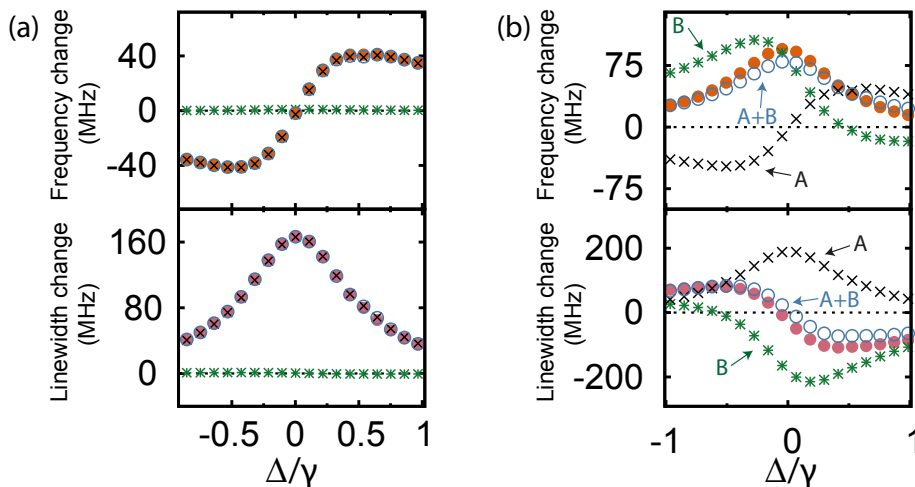 (a)
Frequency change
(MHz)
40
0
-40
Linewidth change
(MHz)
160
80
0
-0.5
0
0.5
1
Δ/γ
(b)
Frequency change
(MHz)
75
0
-75
B
A+B
A
Linewidth change
(MHz)
200
0
-200
A
A+B
B
-1
0
1
Δ/γ